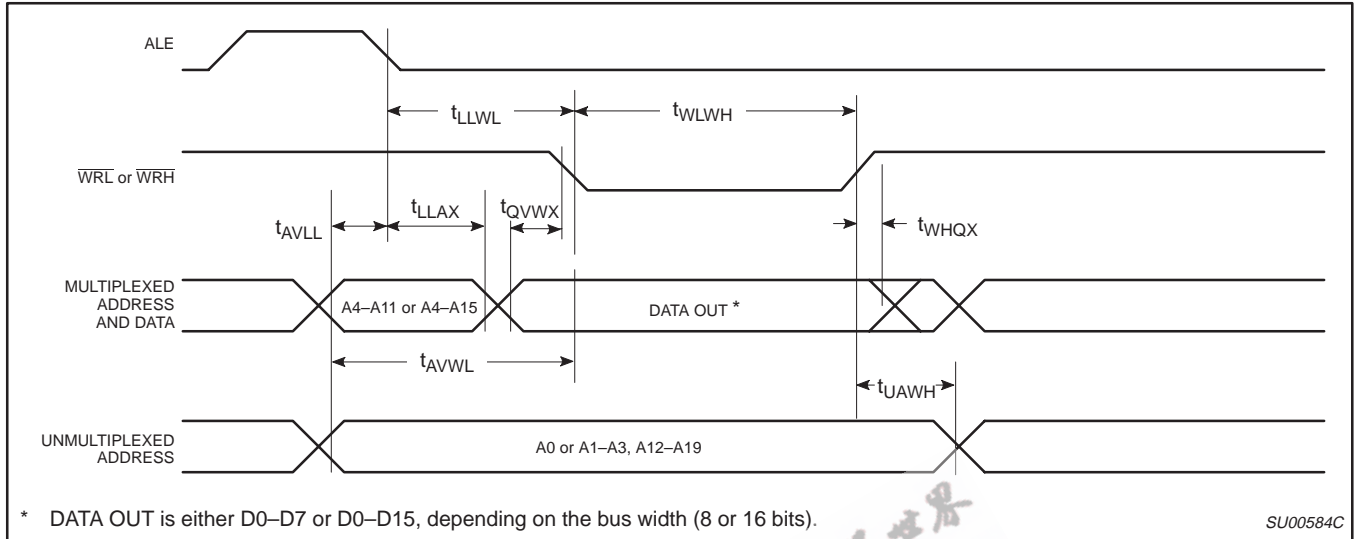 ALE
tLLWL
tWLWH
WRL or WRH
tAVLL
tLLAX
tQVWX
tWHQX
MULTIPLEXED
ADDRESS
AND DATA
A4–A11 or A4–A15
DATA OUT *
tAVWL
tUAWH
UNMULTIPLEXED
ADDRESS
A0 or A1–A3, A12–A19
* DATA OUT is either D0–D7 or D0–D15, depending on the bus width (8 or 16 bits).
SU00584C